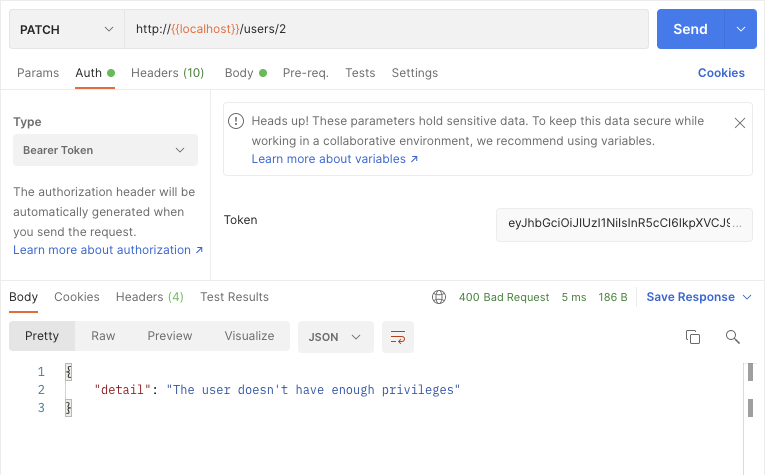 PATCH http://{{localhost}}/users/2 Send
Params Auth Headers (10) Body Pre-req. Tests Settings Cookies
Type
Bearer Token
The authorization header will be
automatically generated when
you send the request.
Learn more about authorization ↗
Heads up! These parameters hold sensitive data. To keep this data secure while
working in a collaborative environment, we recommend using variables.
Learn more about variables ↗
Token eyJhbGciOiJIUzI1NiIsInR5cCI6IkpXVCJ9...
Body Cookies Headers (4) Test Results 400 Bad Request 5 ms 186 B Save Response
Pretty Raw Preview Visualize JSON
1 {
2 "detail": "The user doesn't have enough privileges"
3 }